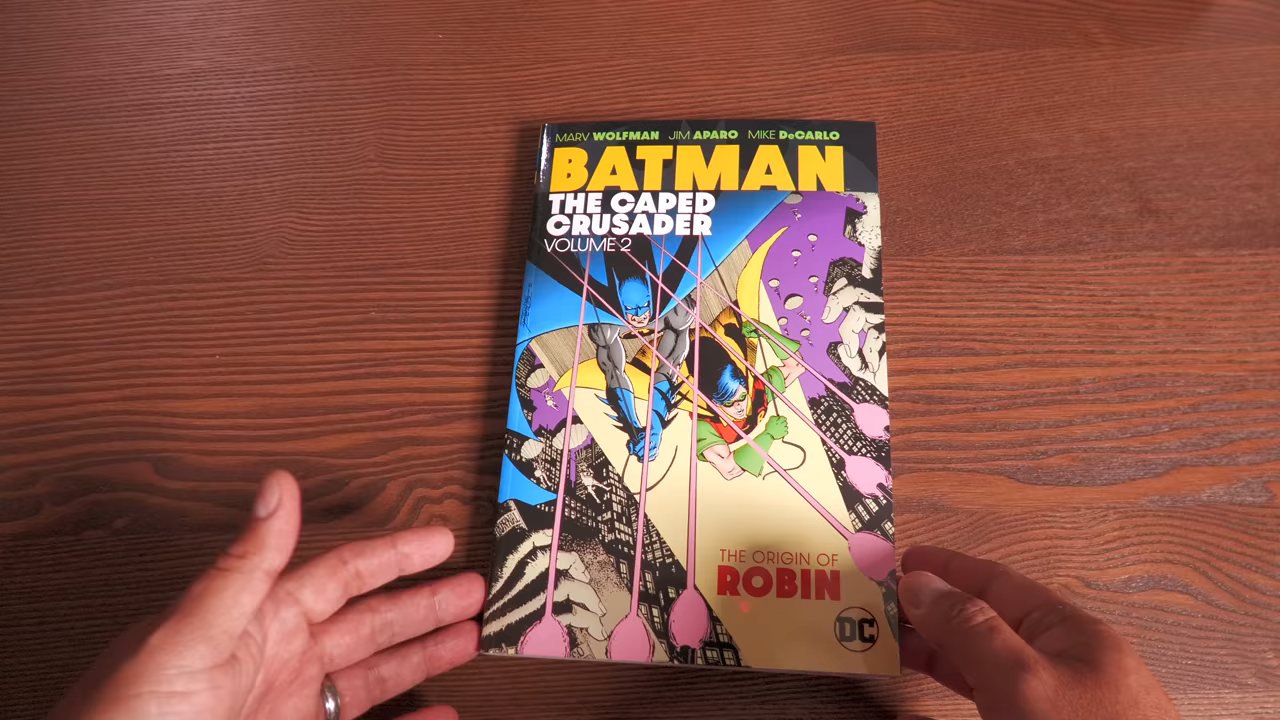 MARV WOLFMAN JIM APARO MIKE DeCARLO
BATMAN
THE CAPED
CRUSADER
VOLUME 2
THE ORIGIN OF
ROBIN
DC